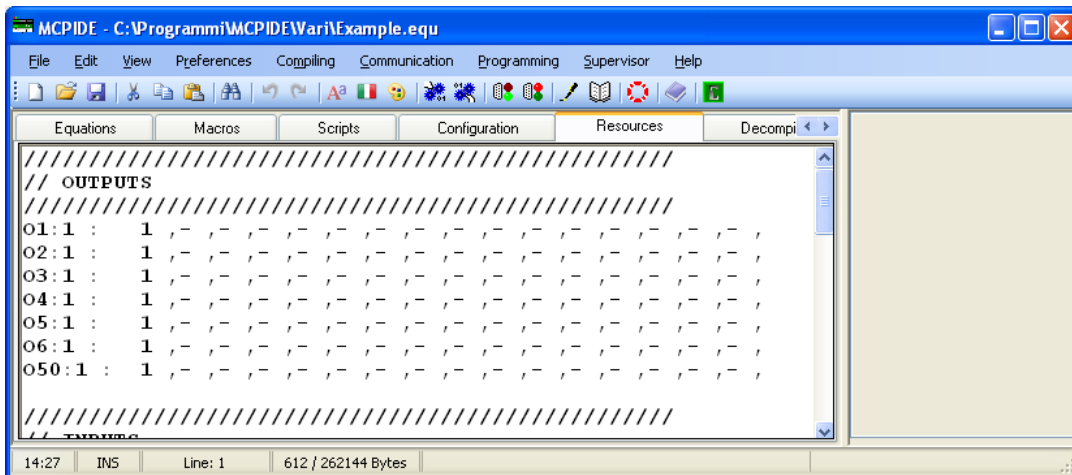 MCPIDE - C:\Programmi\MCPIDE\Vari\Example.equ
File Edit View Preferences Compiling Communication Programming Supervisor Help
Equations Macros Scripts Configuration Resources Decompi
//////////////////////////////////////////////////
// OUTPUTS
//////////////////////////////////////////////////
O1:1 :   1 ,- ,- ,- ,- ,- ,- ,- ,- ,- ,- ,- ,- ,- ,- ,- ,
O2:1 :   1 ,- ,- ,- ,- ,- ,- ,- ,- ,- ,- ,- ,- ,- ,- ,- ,
O3:1 :   1 ,- ,- ,- ,- ,- ,- ,- ,- ,- ,- ,- ,- ,- ,- ,- ,
O4:1 :   1 ,- ,- ,- ,- ,- ,- ,- ,- ,- ,- ,- ,- ,- ,- ,- ,
O5:1 :   1 ,- ,- ,- ,- ,- ,- ,- ,- ,- ,- ,- ,- ,- ,- ,- ,
O6:1 :   1 ,- ,- ,- ,- ,- ,- ,- ,- ,- ,- ,- ,- ,- ,- ,- ,
O50:1 :  1 ,- ,- ,- ,- ,- ,- ,- ,- ,- ,- ,- ,- ,- ,- ,- ,
//////////////////////////////////////////////////
// INPUTS
14:27 INS Line: 1 612 / 262144 Bytes